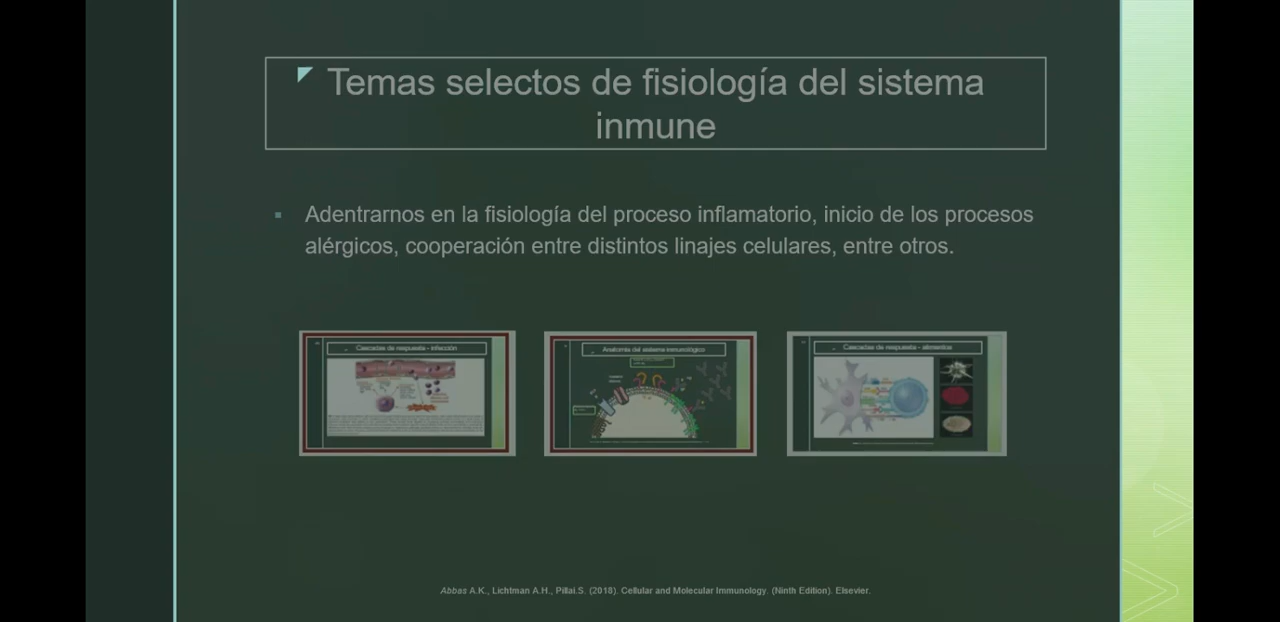 Temas selectos de fisiología del sistema
inmune
Adentrarnos en la fisiología del proceso inflamatorio, inicio de los procesos
alérgicos, cooperación entre distintos linajes celulares, entre otros.
Cascadas de respuesta - infección
Anatomía del sistema inmunológico
Cascadas de respuesta - alimentos
Abbas A.K., Lichtman A.H., Pillai.S. (2018). Cellular and Molecular Immunology. (Ninth Edition). Elsevier.